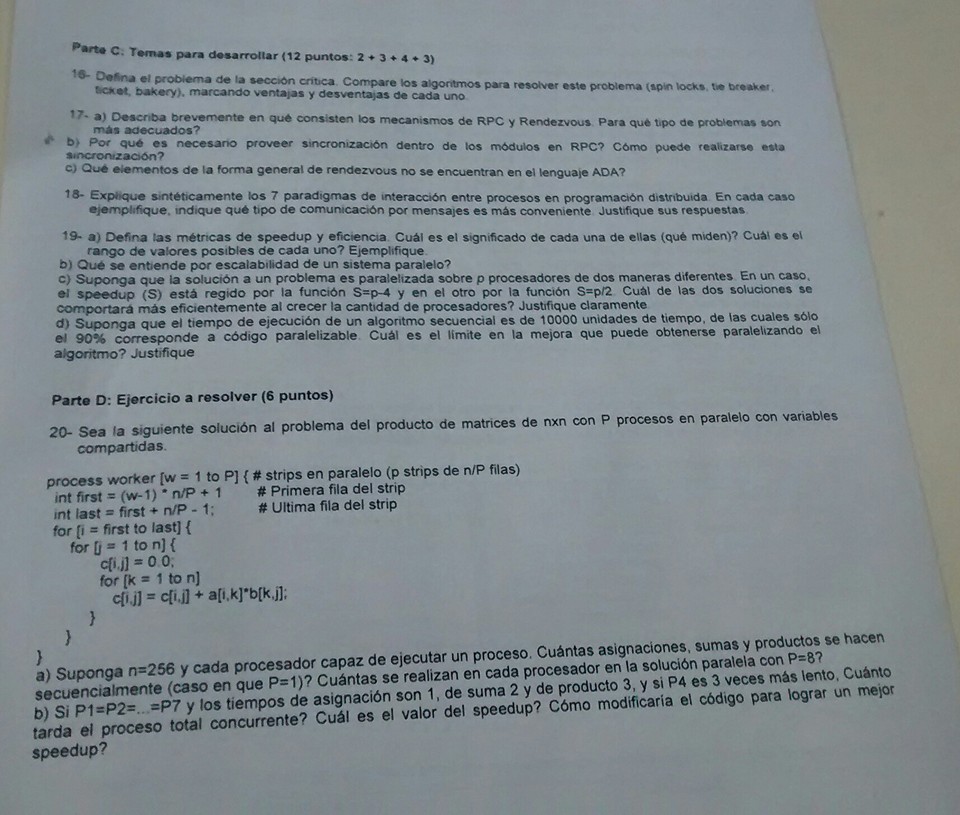 Parte C: Temas para desarrollar (12 puntos: 2 + 3 + 4 + 3)
16- Defina el problema de la sección crítica. Compare los algoritmos para resolver este problema (spin locks, tie breaker,
ticket, bakery), marcando ventajas y desventajas de cada uno.
17- a) Describa brevemente en qué consisten los mecanismos de RPC y Rendezvous. Para qué tipo de problemas son
más adecuados?
b) Por qué es necesario proveer sincronización dentro de los módulos en RPC? Cómo puede realizarse esta
sincronización?
c) Qué elementos de la forma general de rendezvous no se encuentran en el lenguaje ADA?
18- Explique sintéticamente los 7 paradigmas de interacción entre procesos en programación distribuida. En cada caso
ejemplifique, indique qué tipo de comunicación por mensajes es más conveniente. Justifique sus respuestas.
19- a) Defina las métricas de speedup y eficiencia. Cuál es el significado de cada una de ellas (qué miden)? Cuál es el
rango de valores posibles de cada uno? Ejemplifique.
b) Qué se entiende por escalabilidad de un sistema paralelo?
c) Suponga que la solución a un problema es paralelizada sobre p procesadores de dos maneras diferentes. En un caso,
el speedup (S) está regido por la función S=p-4 y en el otro por la función S=p/2. Cuál de las dos soluciones se
comportará más eficientemente al crecer la cantidad de procesadores? Justifique claramente.
d) Suponga que el tiempo de ejecución de un algoritmo secuencial es de 10000 unidades de tiempo, de las cuales sólo
el 90% corresponde a código paralelizable. Cuál es el límite en la mejora que puede obtenerse paralelizando el
algoritmo? Justifique
Parte D: Ejercicio a resolver (6 puntos)
20- Sea la siguiente solución al problema del producto de matrices de nxn con P procesos en paralelo con variables
compartidas.
process worker [w = 1 to P] { # strips en paralelo (p strips de n/P filas)
int first = (w-1) * n/P + 1 # Primera fila del strip
int last = first + n/P - 1; # Ultima fila del strip
for [i = first to last] {
for [j = 1 to n] {
c[i,j] = 0.0;
for [k = 1 to n]
c[i,j] = c[i,j] + a[i,k]*b[k,j];
}
}
}
a) Suponga n=256 y cada procesador capaz de ejecutar un proceso. Cuántas asignaciones, sumas y productos se hacen
secuencialmente (caso en que P=1)? Cuántas se realizan en cada procesador en la solución paralela con P=8?
b) Si P1=P2=...=P7 y los tiempos de asignación son 1, de suma 2 y de producto 3, y si P4 es 3 veces más lento, Cuánto
tarda el proceso total concurrente? Cuál es el valor del speedup? Cómo modificaría el código para lograr un mejor
speedup?